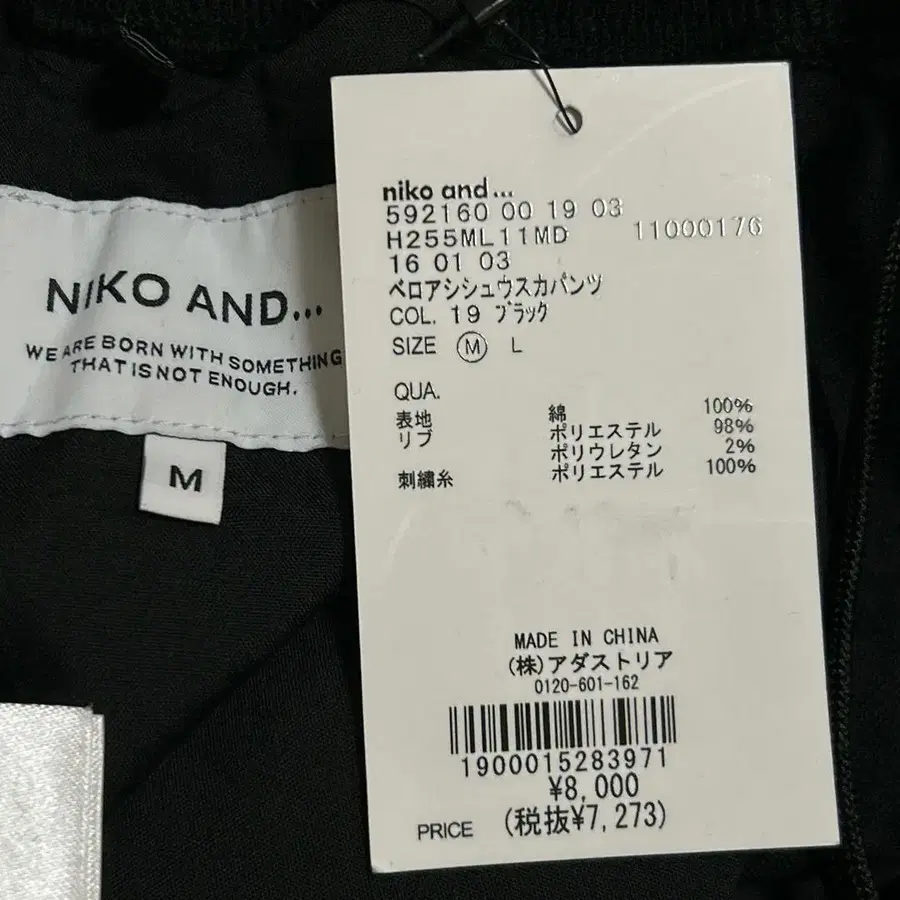 NIKO AND...
WE ARE BORN WITH SOMETHING
THAT IS NOT ENOUGH.
M
niko and...
592160 00 19 03
H255ML11MD 11000176
16 01 03
ベロアシシュウスカパンツ
COL. 19 ブラック
SIZE M L
QUA.
表地 綿 100%
リブ ポリエステル 98%
ポリウレタン 2%
刺繍糸 ポリエステル 100%
MADE IN CHINA
(株)アダストリア
0120-601-162
1900015283971
¥8,000
PRICE (税抜¥7,273)